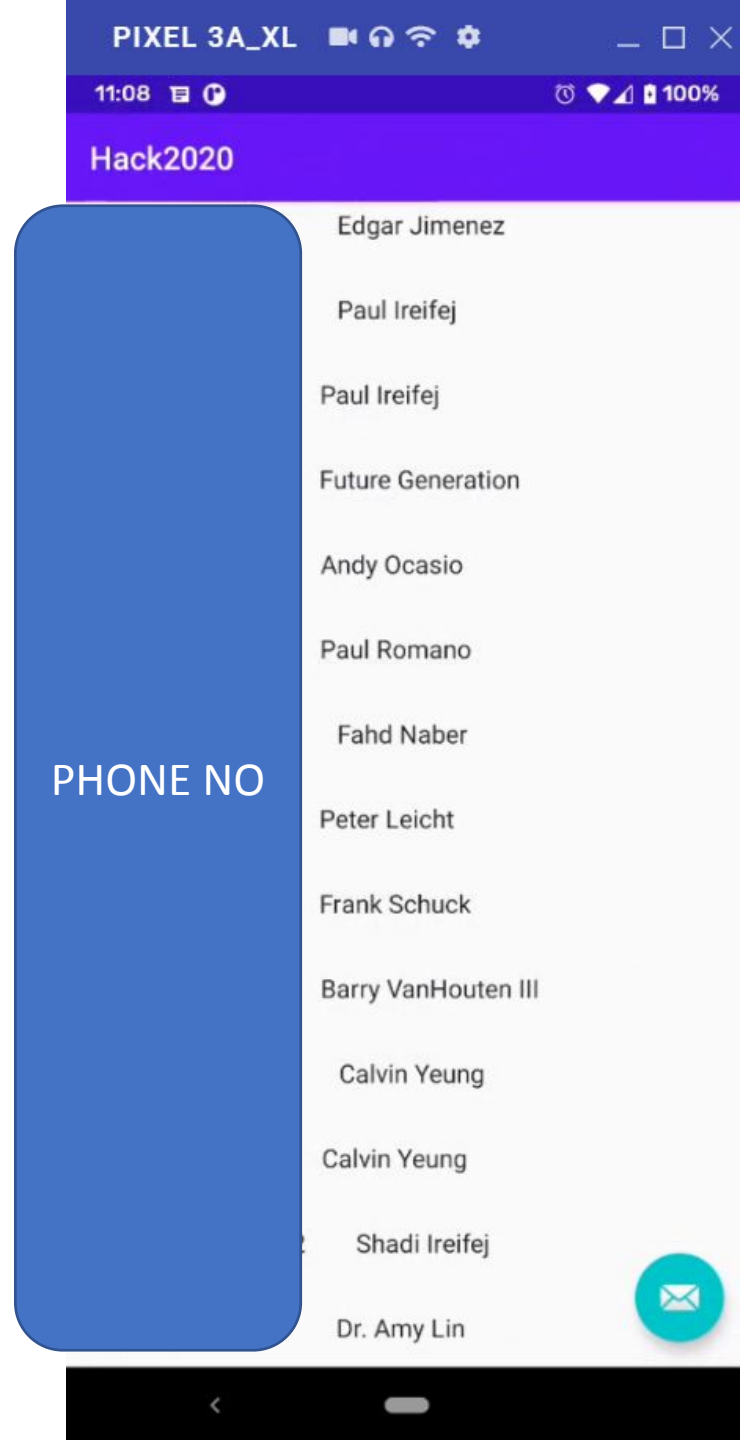 PIXEL 3A_XL
11:08 100%
Hack2020
Edgar Jimenez
Paul Ireifej
Paul Ireifej
Future Generation
Andy Ocasio
Paul Romano
Fahd Naber
PHONE NO
Peter Leicht
Frank Schuck
Barry VanHouten III
Calvin Yeung
Calvin Yeung
Shadi Ireifej
Dr. Amy Lin